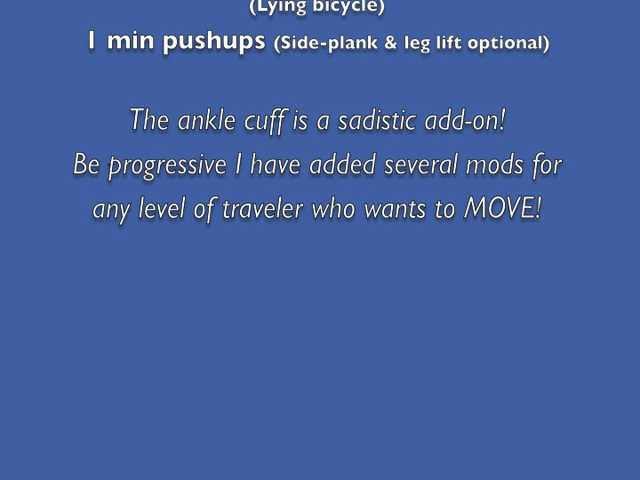 (Lying bicycle)
1 min pushups (Side-plank & leg lift optional)
The ankle cuff is a sadistic add-on!
Be progressive I have added several mods for
any level of traveler who wants to MOVE!